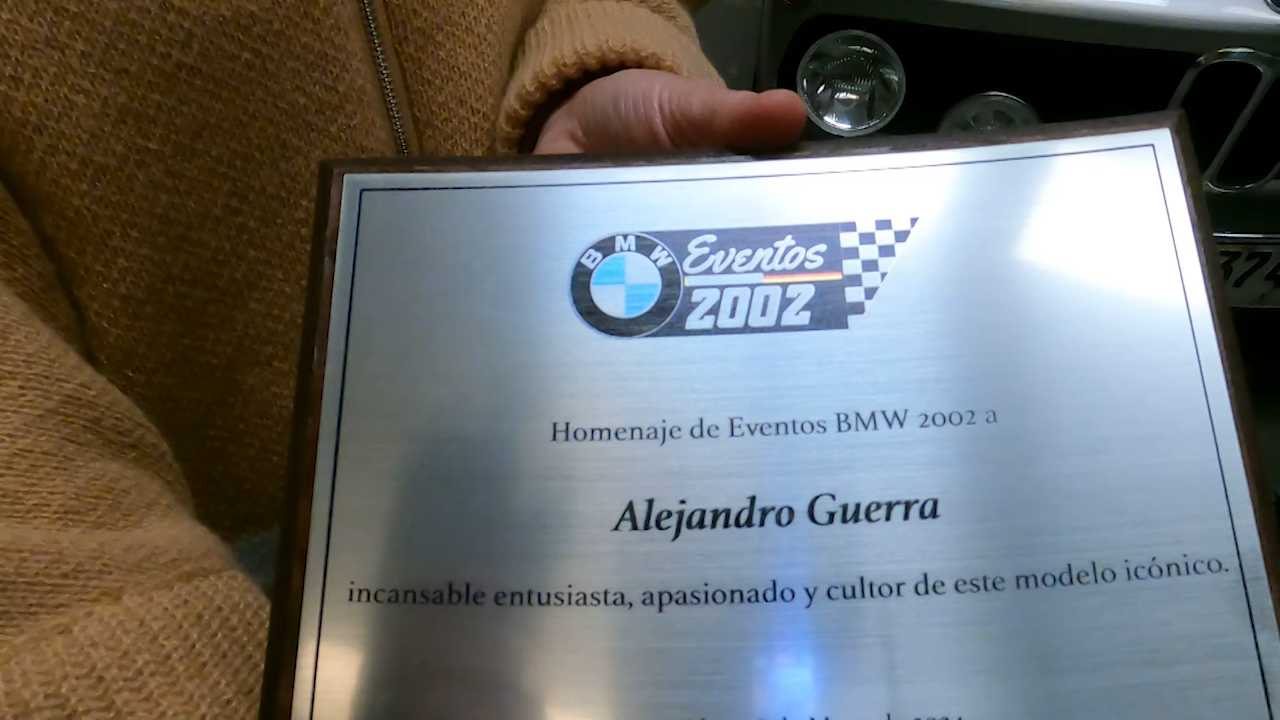 BMW
Eventos
2002
Homenaje de Eventos BMW 2002 a
Alejandro Guerra
incansable entusiasta, apasionado y cultor de este modelo icónico.